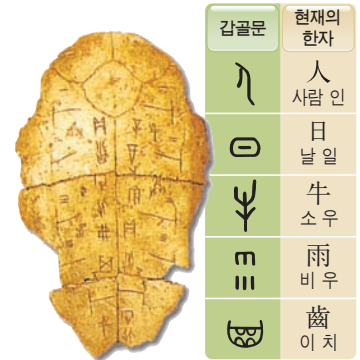 갑골문 현재의 한자
人
사람 인
日
날 일
牛
소 우
雨
비 우
齒
이 치